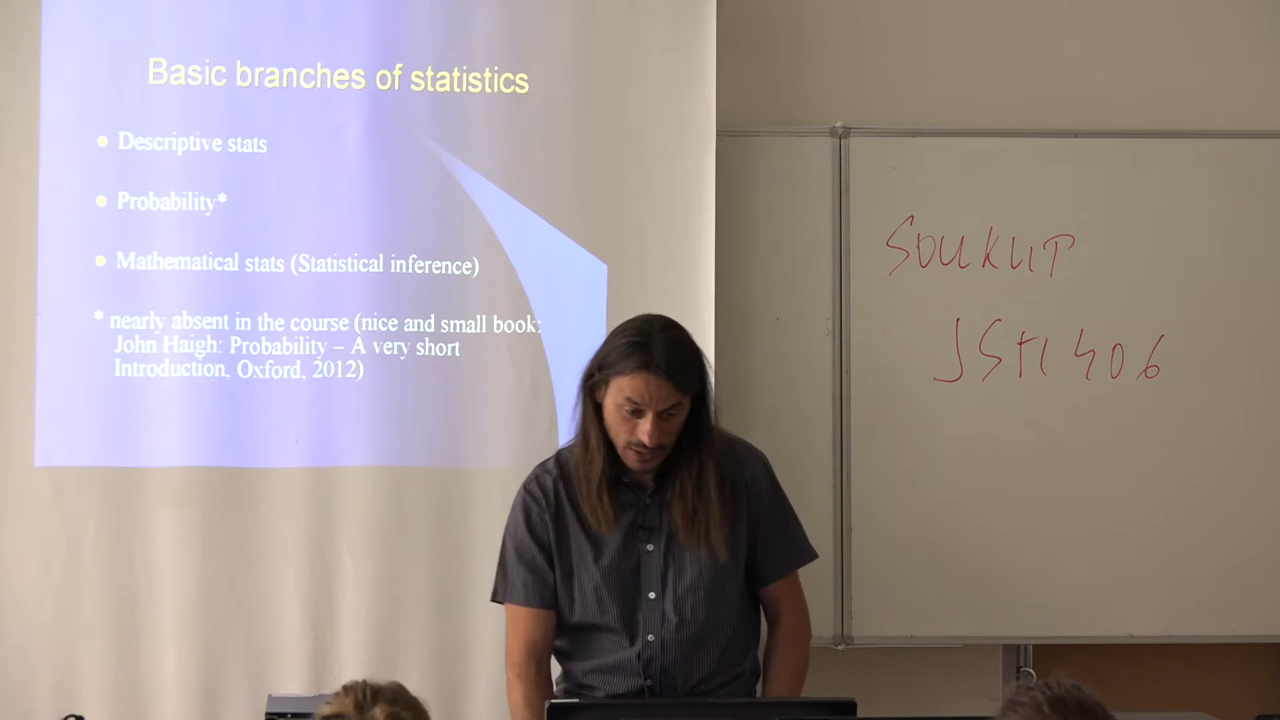 Basic branches of statistics
Descriptive stats
Probability*
Mathematical stats (Statistical inference)
* nearly absent in the course (nice and small book:
John Haigh: Probability – A very short
Introduction, Oxford, 2012)
SOUKUP